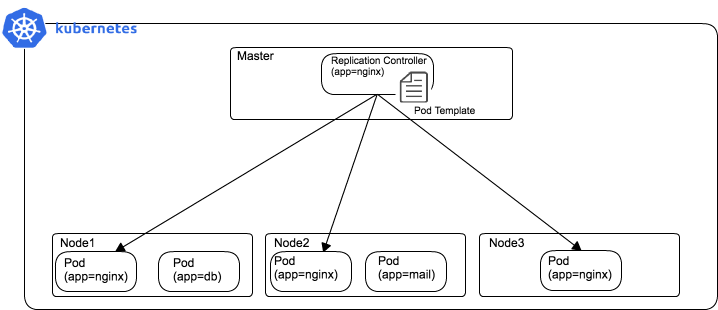 kubernetes
Master
Replication Controller
(app=nginx)
Pod Template
Node1
Pod
(app=nginx)
Pod
(app=db)
Node2
Pod
(app=nginx)
Pod
(app=mail)
Node3
Pod
(app=nginx)